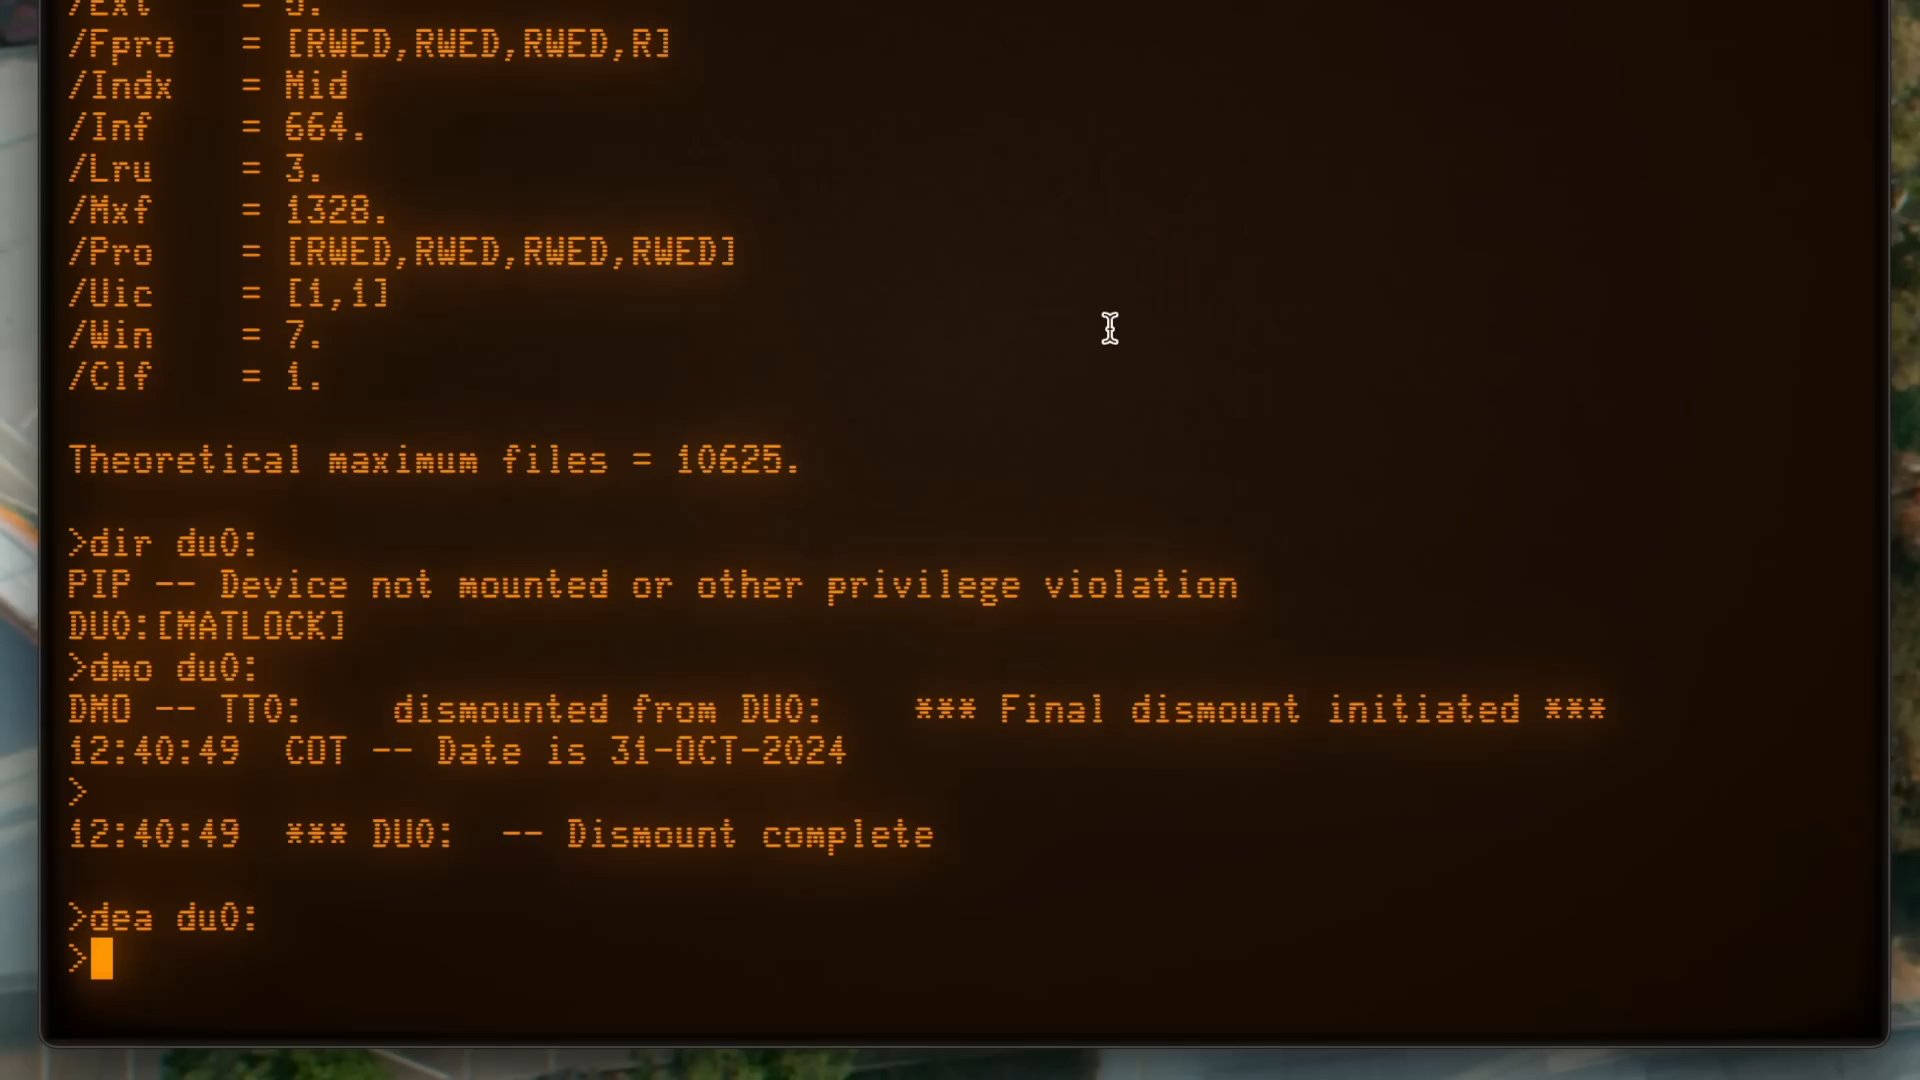 /Ext    = 5.
/Fpro   = [RWED,RWED,RWED,R]
/Indx   = Mid
/Inf    = 664.
/Lru    = 3.
/Mxf    = 1328.
/Pro    = [RWED,RWED,RWED,RWED]
/Uic    = [1,1]
/Win    = 7.
/Clf    = 1.
Theoretical maximum files = 10625.
>dir du0:
PIP -- Device not mounted or other privilege violation
DU0:[MATLOCK]
>dmo du0:
DMO -- TT0:    dismounted from DU0:    *** Final dismount initiated ***
12:40:49  COT -- Date is 31-OCT-2024
>
12:40:49  *** DU0:  -- Dismount complete
>dea du0:
>